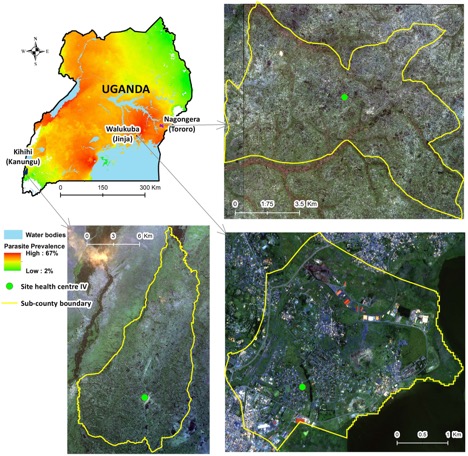 N
W
E
S
UGANDA
Nagongera
(Tororo)
Walukuba
(Jinja)
Kihihi
(Kanungu)
0 150 300 KM
Water bodies
Parasite Prevalence
High : 67%
Low : 2%
Site health centre IV
Sub-county boundary
0 1.75 3.5 Km
0 3 6 Km
0 0.5 1 Km